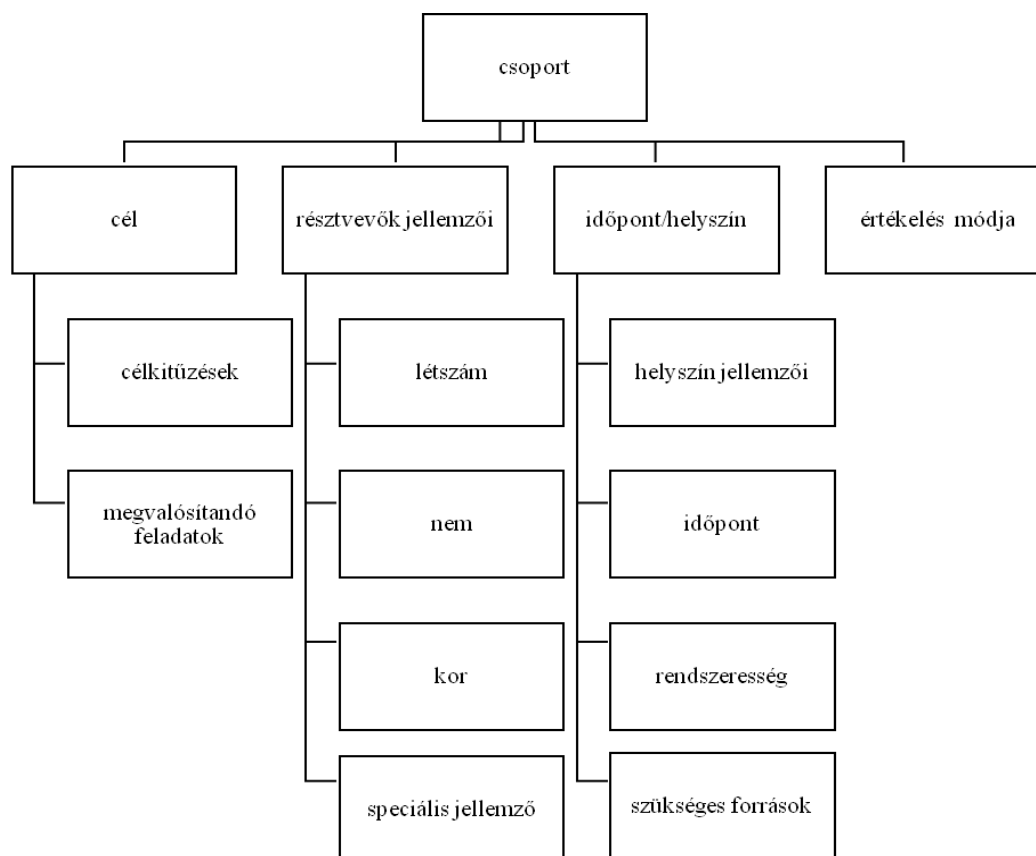 csoport
cél
résztvevők jellemzői
időpont/helyszín
értékelés módja
célkitűzések
létszám
helyszín jellemzői
megvalósítandó
feladatok
nem
időpont
kor
rendszeresség
speciális jellemző
szükséges források